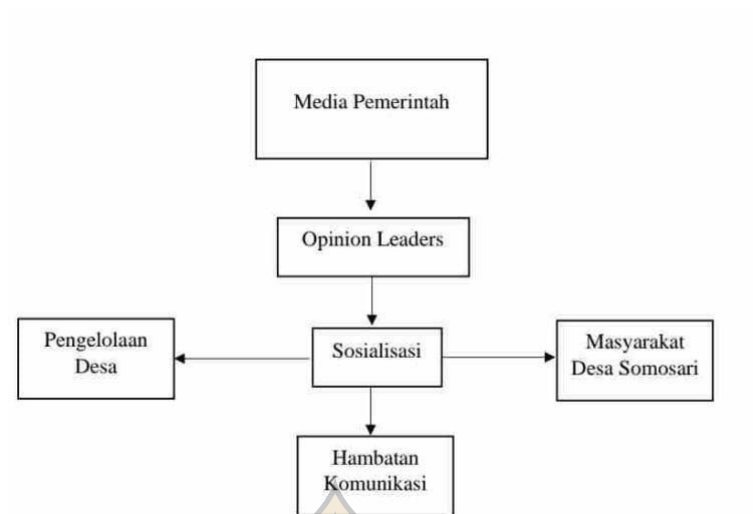 Media Pemerintah
Opinion Leaders
Pengelolaan
Desa
Sosialisasi
Masyarakat
Desa Somosari
Hambatan
Komunikasi